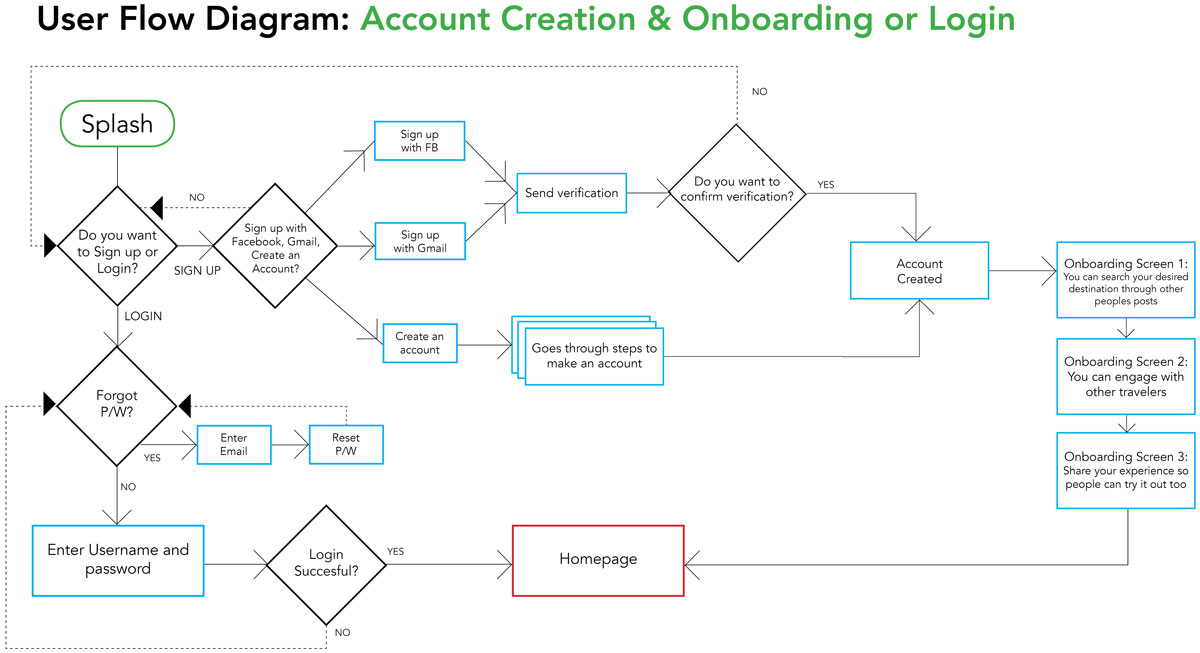 User Flow Diagram: Account Creation & Onboarding or Login
NO
Splash
Sign up
with FB
Send verification
Do you want to
confirm verification?
YES
NO
Do you want
to Sign up or
Login?
SIGN UP
Sign up with
Facebook, Gmail,
Create an
Account?
Sign up
with Gmail
Account
Created
Onboarding Screen 1:
You can search your desired
destination through other
peoples posts
LOGIN
Create an
account
Goes through steps to
make an account
Onboarding Screen 2:
You can engage with
other travelers
Forgot
P/W?
YES
Enter
Email
Reset
P/W
Onboarding Screen 3:
Share your experience so
people can try it out too
NO
Enter Username and
password
Login
Succesful?
YES
Homepage
NO